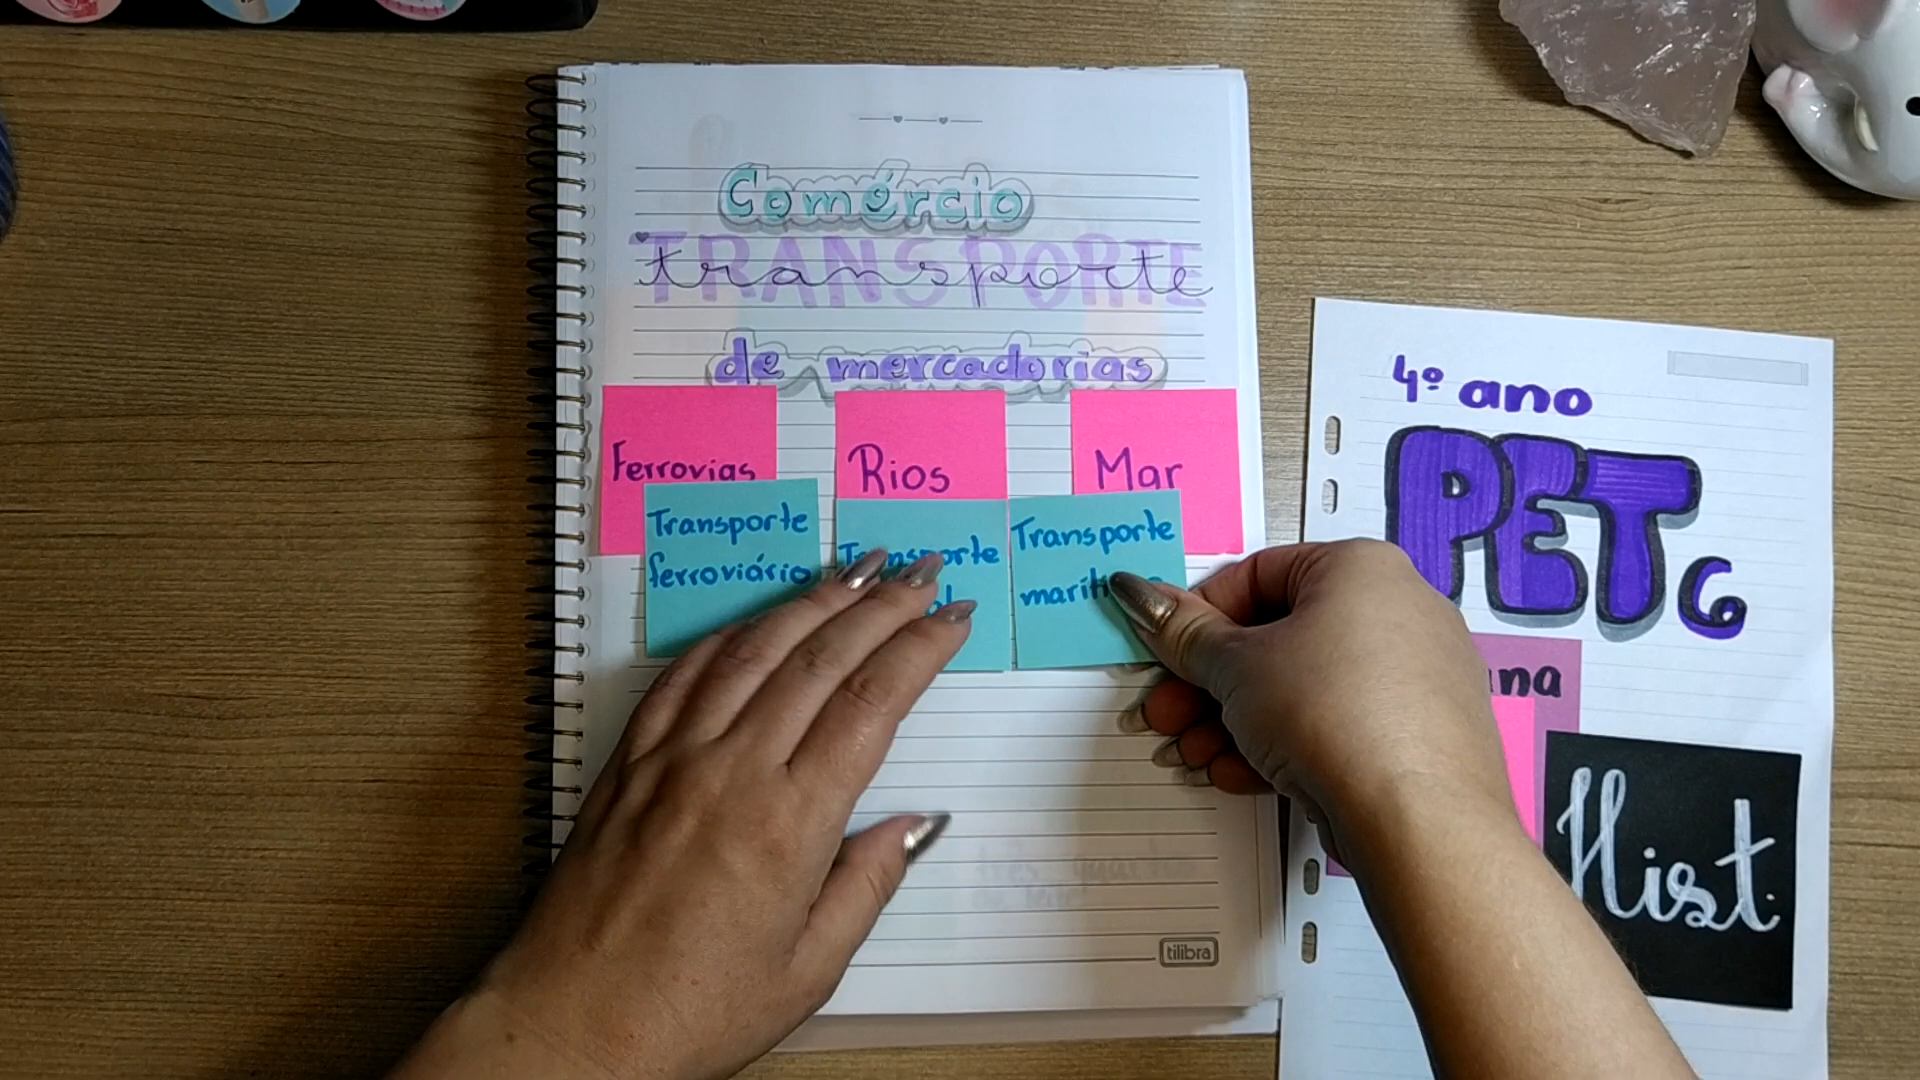 Comércio
TRANSPORTE
transporte
de mercadorias
Ferrovias
Rios
Mar
Transporte
ferroviário
Transporte
Transporte
4º ano
PET 6
Hist.
tilibra